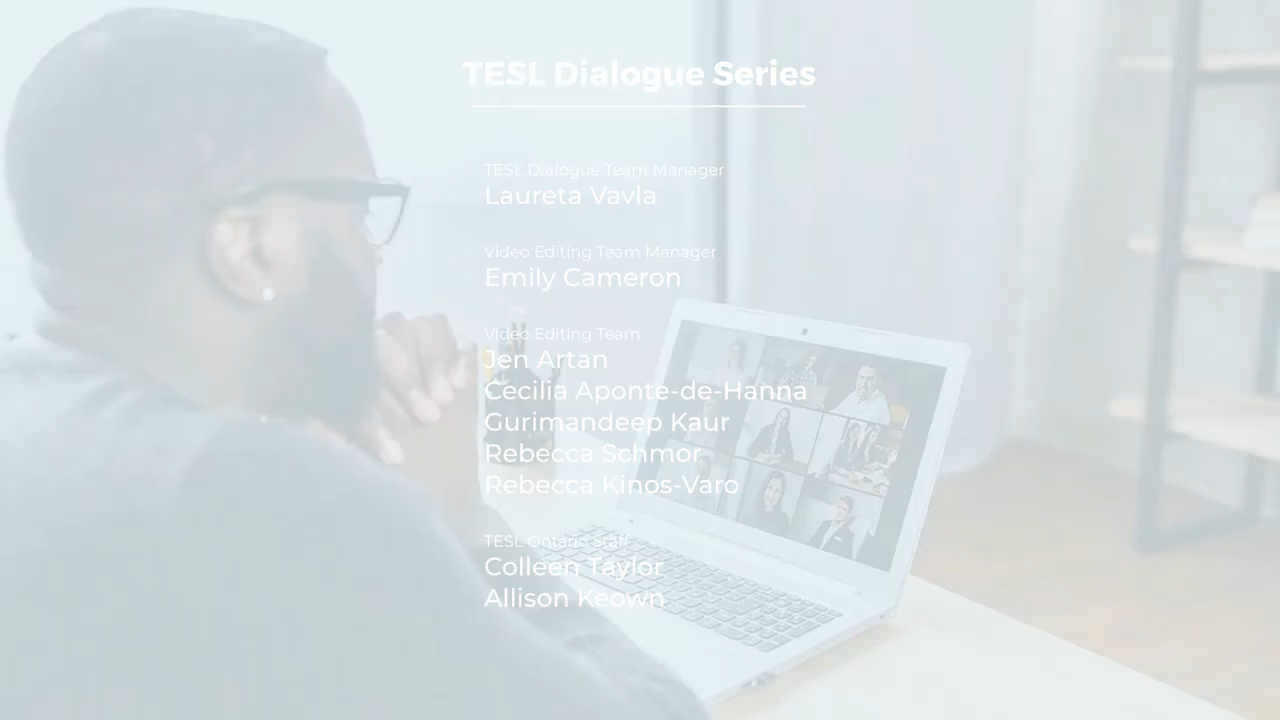 TESL Dialogue Series
TESL Dialogue Team Manager
Laureta Vavla
Video Editing Team Manager
Emily Cameron
Video Editing Team
Jen Artan
Cecilia Aponte-de-Hanna
Gurimandeep Kaur
Rebecca Schmor
Rebecca Kinos-Varo
TESL Ontario Staff
Colleen Taylor
Allison Keown